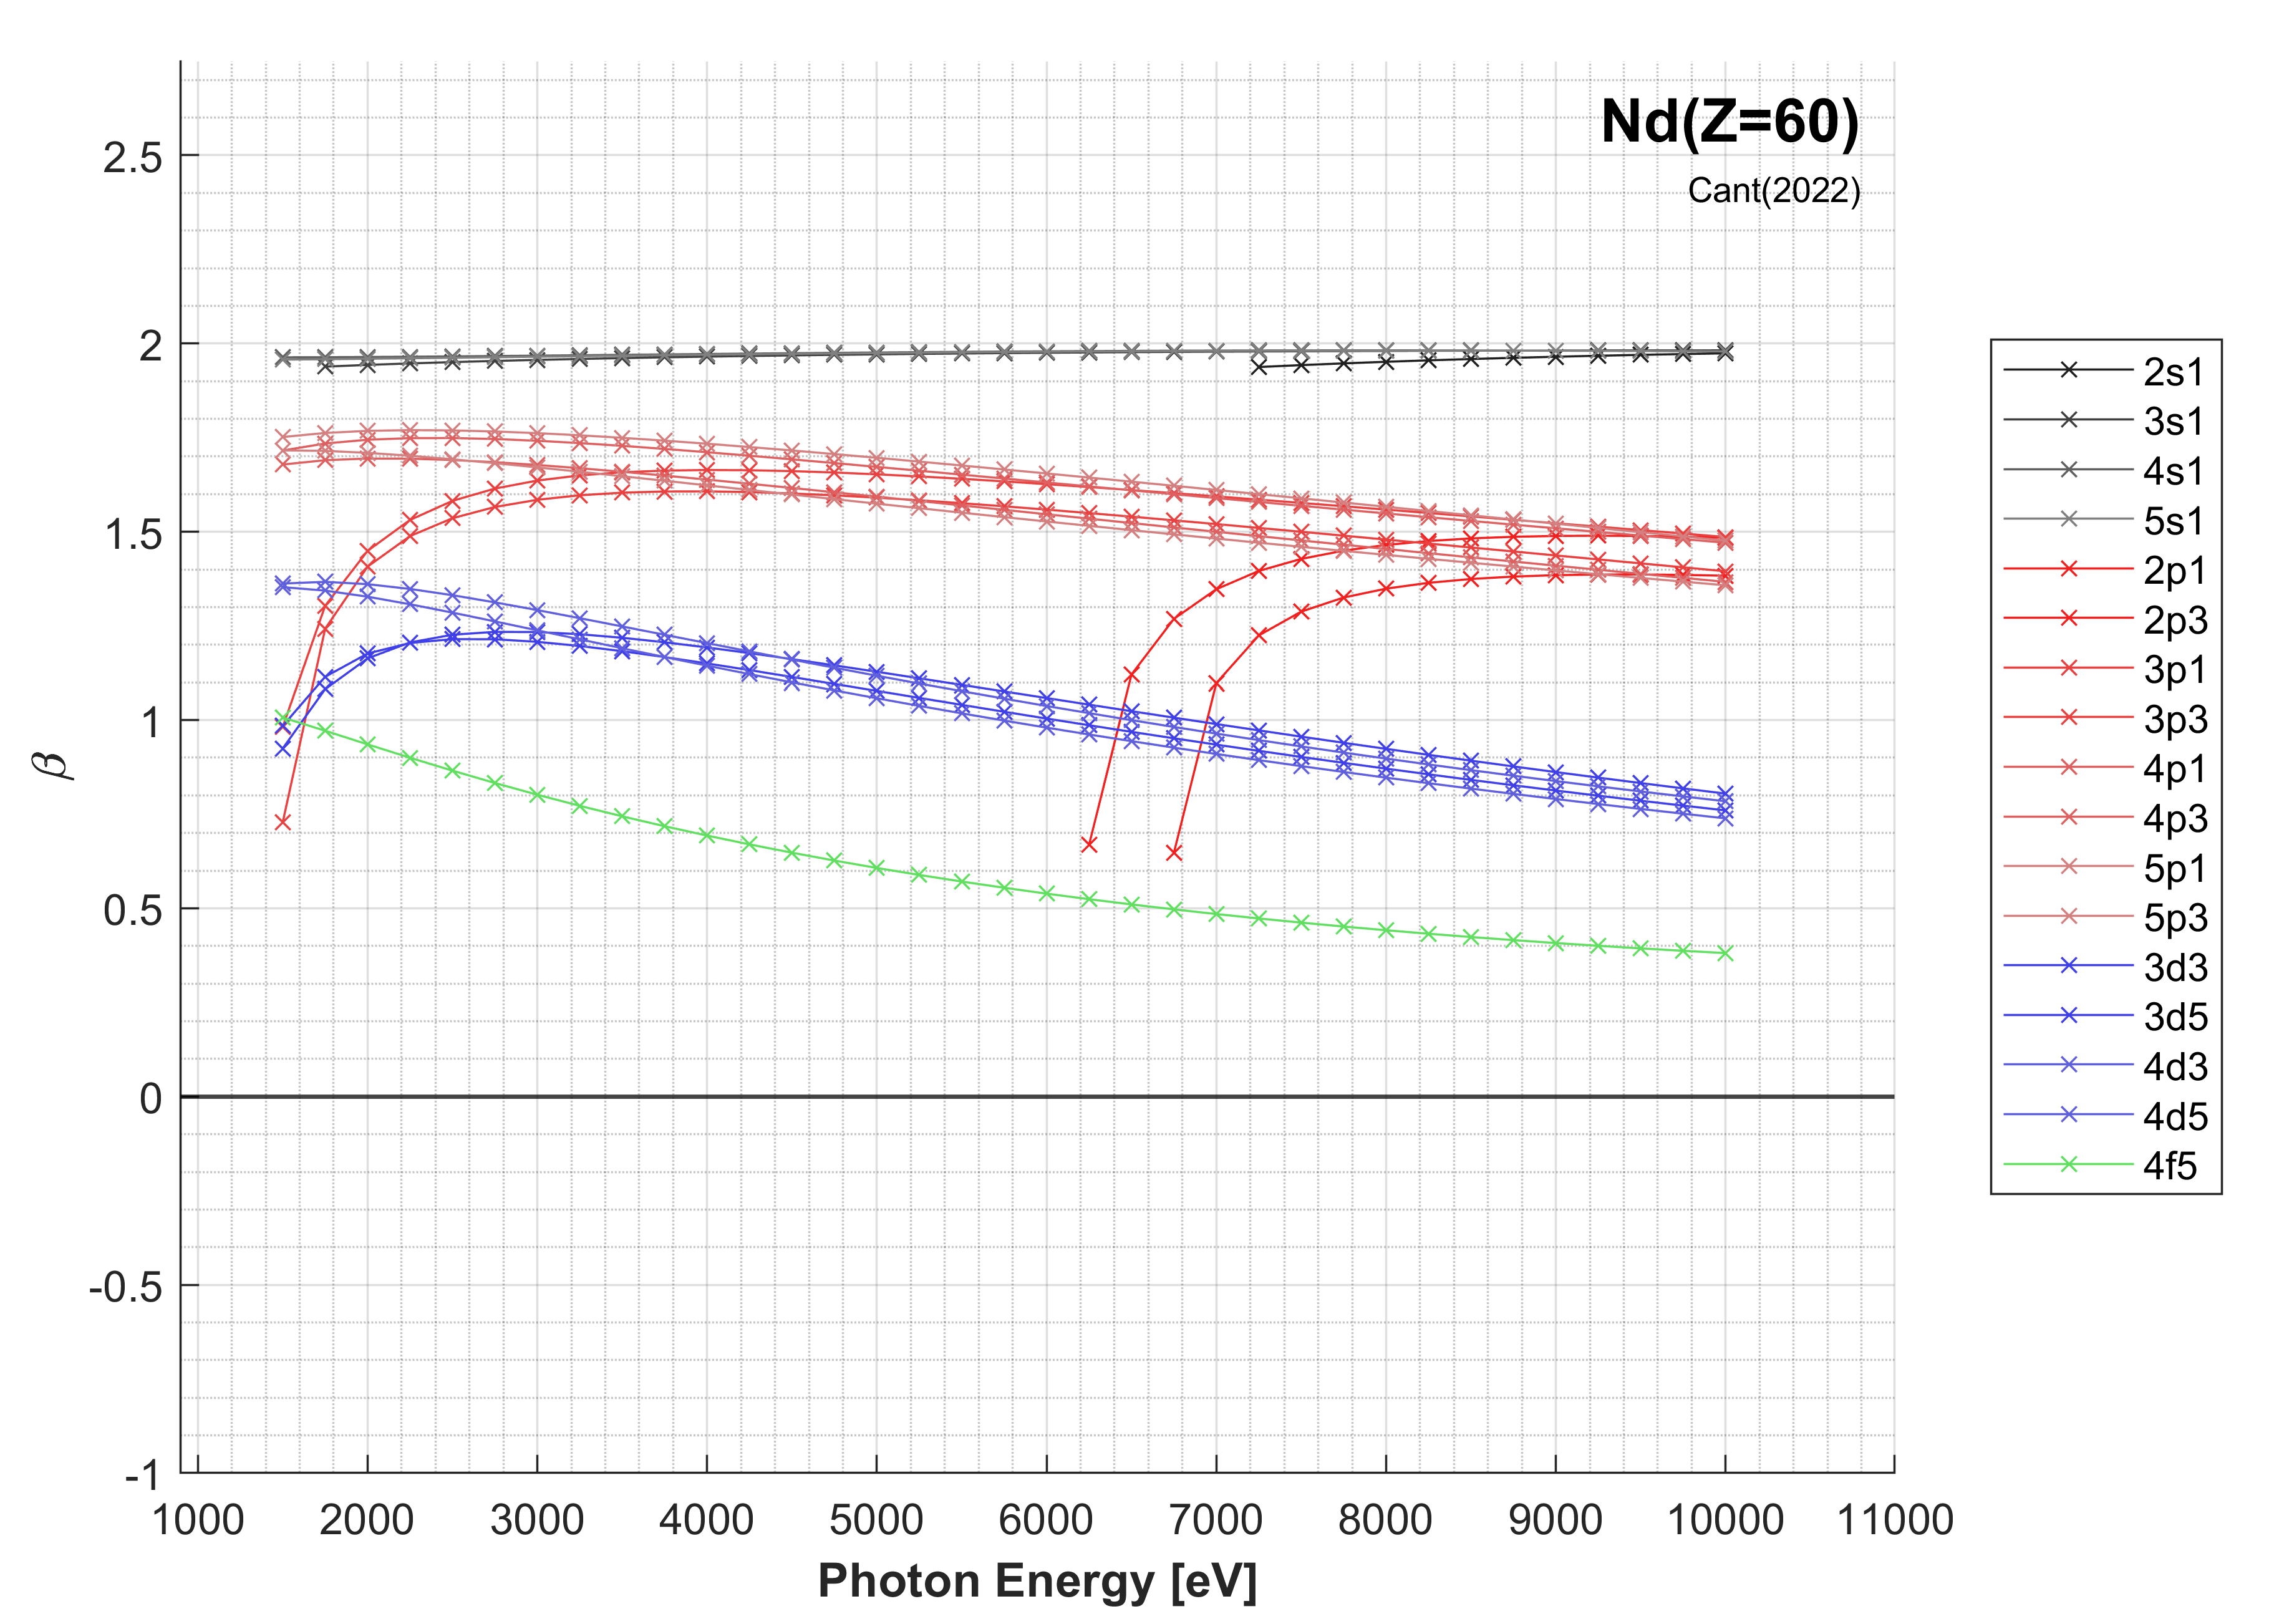 Nd(Z=60)
Cant(2022)
2.5
2
1.5
1
0.5
0
-0.5
-1
β
1000 2000 3000 4000 5000 6000 7000 8000 9000 10000 11000
Photon Energy [eV]
2s1
3s1
4s1
5s1
2p1
2p3
3p1
3p3
4p1
4p3
5p1
5p3
3d3
3d5
4d3
4d5
4f5